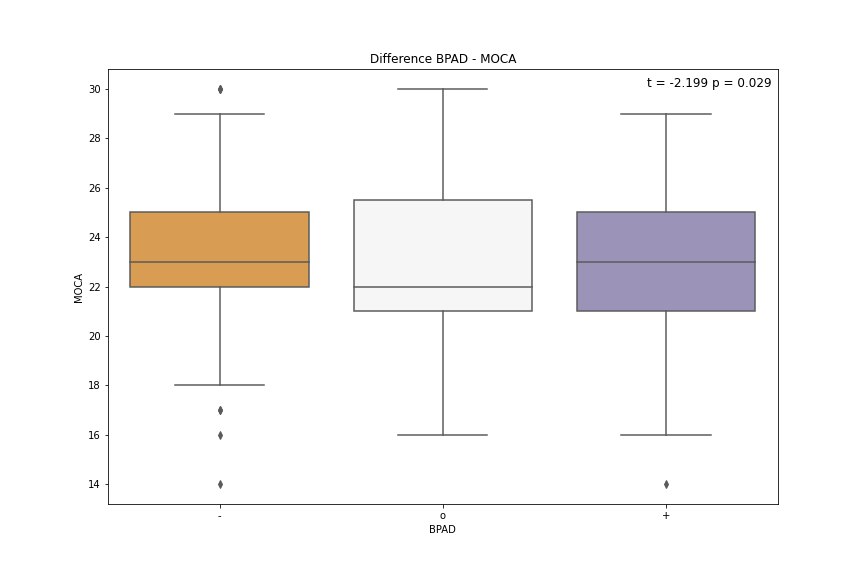 Difference BPAD - MOCA
t = -2.199 p = 0.029
30
28
26
24
22
20
18
16
14
MOCA
- o +
BPAD